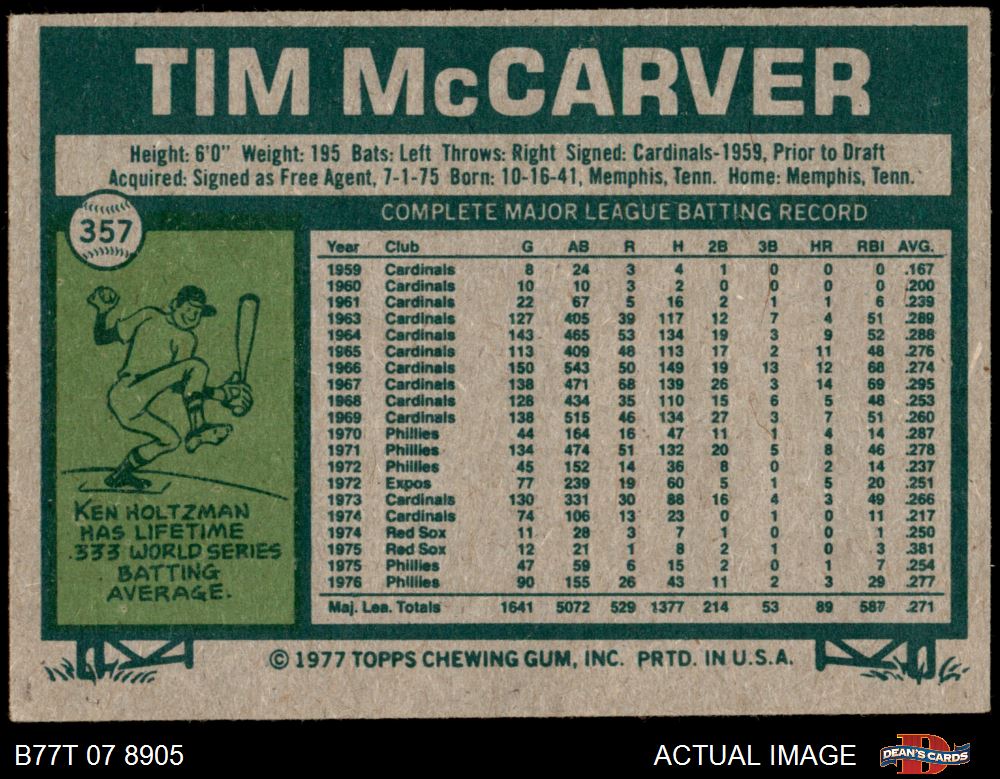 TIM McCARVER
Height: 6'0" Weight: 195 Bats: Left Throws: Right Signed: Cardinals-1959, Prior to Draft
Acquired: Signed as Free Agent, 7-1-75 Born: 10-16-41, Memphis, Tenn. Home: Memphis, Tenn.
357
COMPLETE MAJOR LEAGUE BATTING RECORD
Year Club G AB R H 2B 3B HR RBI AVG.
1959 Cardinals 8 24 3 4 1 0 0 0 .167
1960 Cardinals 10 10 3 2 0 0 0 0 .200
1961 Cardinals 22 67 5 16 2 1 1 6 .239
1963 Cardinals 127 405 39 117 12 7 4 51 .289
1964 Cardinals 143 465 53 134 19 3 9 52 .288
1965 Cardinals 113 409 48 113 17 2 11 48 .276
1966 Cardinals 150 543 50 149 19 13 12 68 .274
1967 Cardinals 138 471 68 139 26 3 14 69 .295
1968 Cardinals 128 434 35 110 15 6 5 48 .253
1969 Cardinals 138 515 46 134 27 3 7 51 .260
1970 Phillies 44 164 16 47 11 1 4 14 .287
1971 Phillies 134 474 51 132 20 5 8 46 .278
1972 Phillies 45 152 14 36 8 0 2 14 .237
1972 Expos 77 239 19 60 5 1 5 20 .251
1973 Cardinals 130 331 30 88 16 4 3 49 .266
1974 Cardinals 74 106 13 23 0 1 0 11 .217
1974 Red Sox 11 28 3 7 1 0 0 1 .250
1975 Red Sox 12 21 1 8 2 1 0 3 .381
1975 Phillies 47 59 6 15 2 0 1 7 .254
1976 Phillies 90 155 26 43 11 2 3 29 .277
Maj. Lea. Totals 1641 5072 529 1377 214 53 89 587 .271
KEN HOLTZMAN
HAS LIFETIME
.333 WORLD SERIES
BATTING
AVERAGE.
© 1977 TOPPS CHEWING GUM, INC. PRTD. IN U.S.A.
B77T 07 8905
ACTUAL IMAGE
DEAN'S CARDS